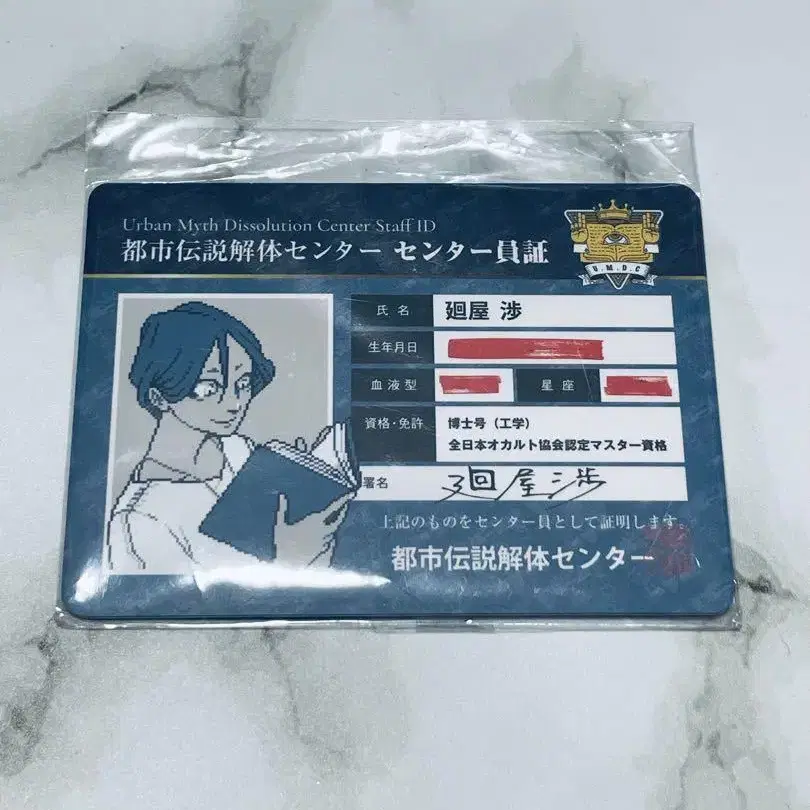 Urban Myth Dissolution Center Staff ID
都市伝説解体センター センター員証
U.M.D.C
氏名 廻屋 渉
生年月日
血液型 星座
資格・免許 博士号（工学）
全日本オカルト協会認定マスター資格
署名 廻屋渉
上記のものをセンター員として証明します。
都市伝説解体センター